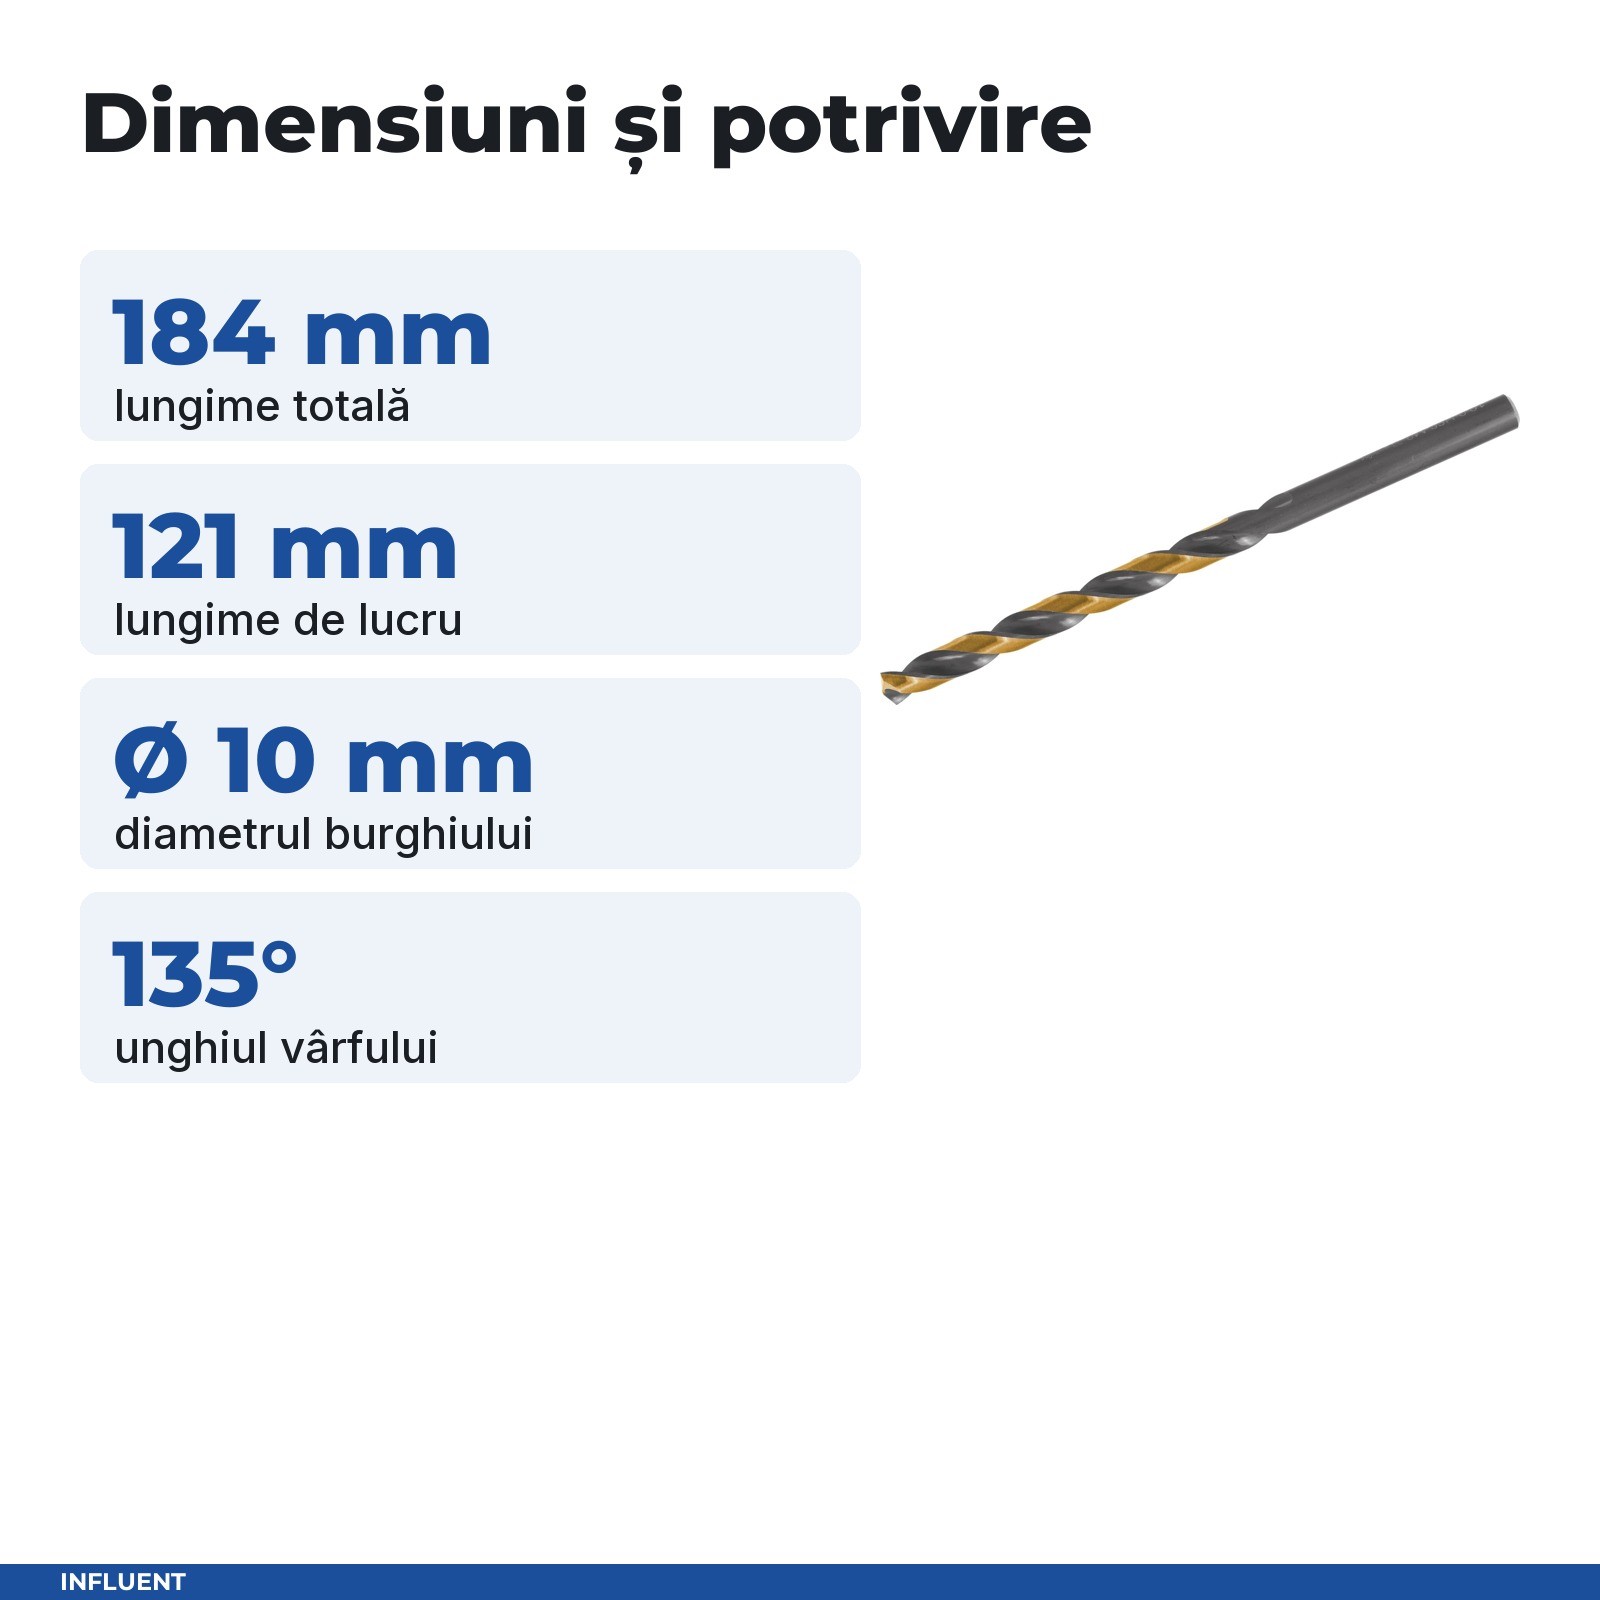 Dimensiuni și potrivire
184 mm
lungime totală
121 mm
lungime de lucru
Ø 10 mm
diametrul burghiului
135°
unghiul vârfului
INFLUENT